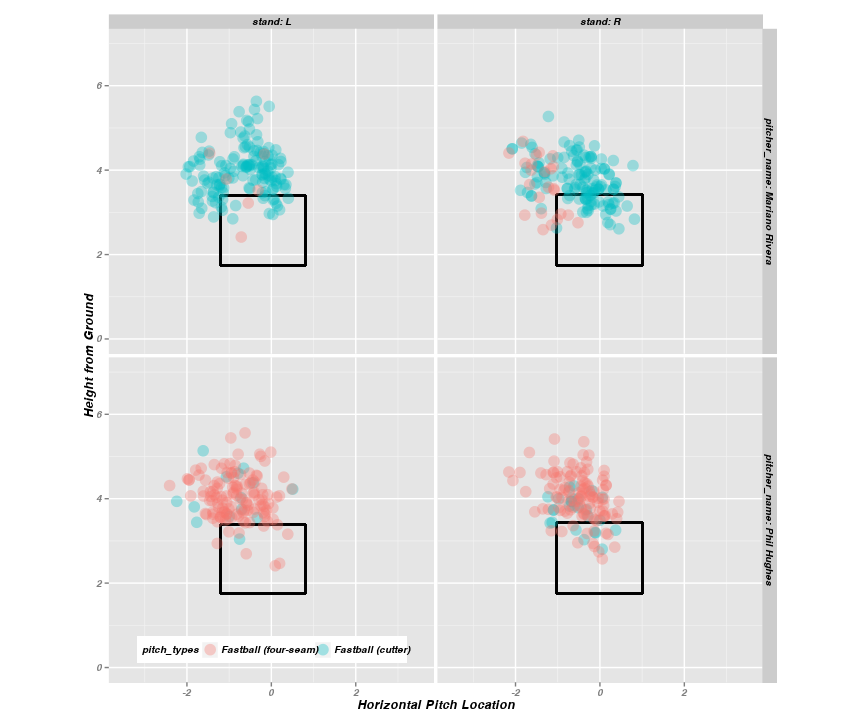 stand: L
stand: R
6
4
2
0
pitcher_name: Mariano Rivera
Height from Ground
6
4
2
0
pitcher_name: Phil Hughes
pitch_types Fastball (four-seam) Fastball (cutter)
-2 0 2 -2 0 2
Horizontal Pitch Location